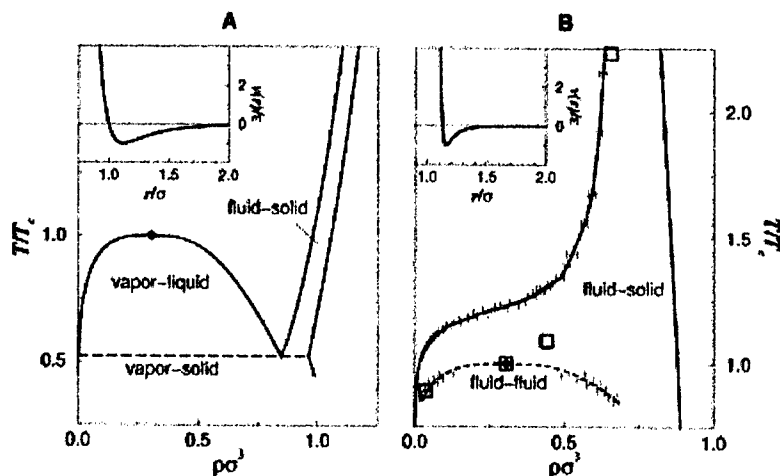 A
B
2
0
v(r)/ε
1.0
1.5
2.0
r/σ
2
0
v(r)/ε
1.0
1.5
2.0
r/σ
2.0
T/T_c
1.0
0.5
fluid-solid
vapor-liquid
vapor-solid
1.5
T/T_c
1.0
fluid-solid
fluid-fluid
0.0
0.5
1.0
ρσ³
0.0
0.5
1.0
ρσ³